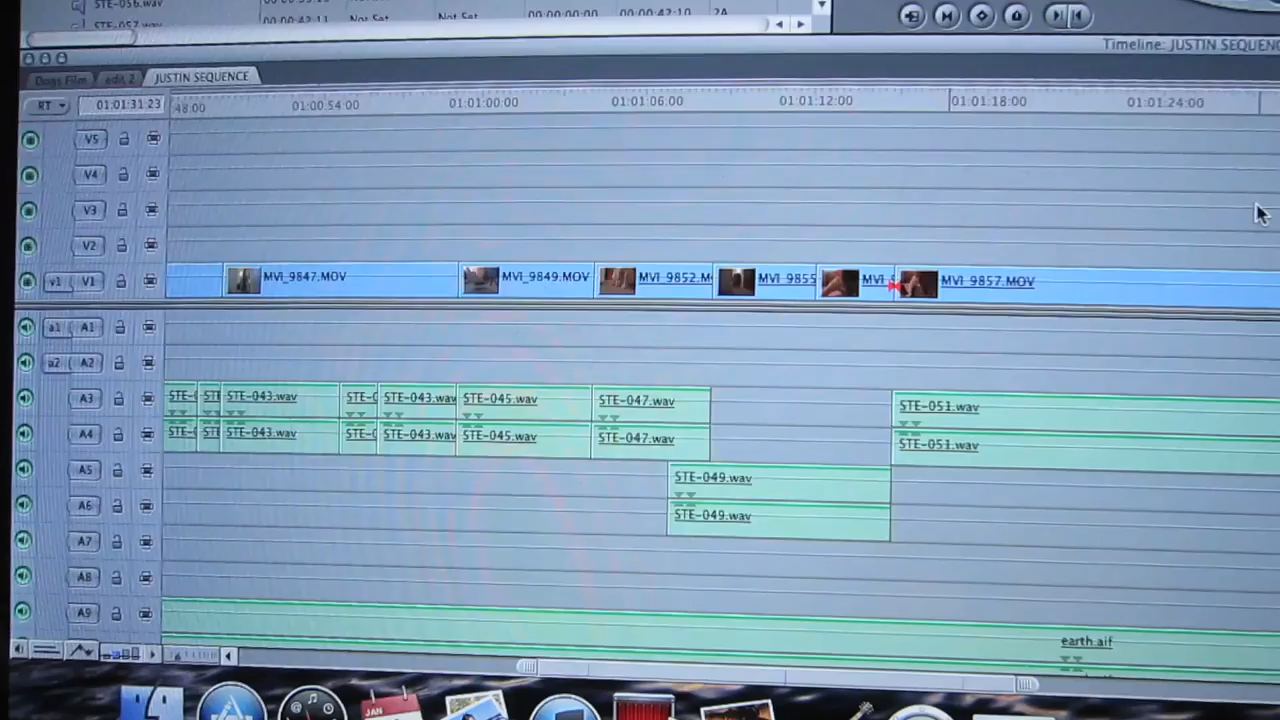 STE-056.wav
STE-057.wav
00:00:42:11 Not Set Not Set 00:00:00:00 00:00:42:10 2A
Timeline: JUSTIN SEQUEN
Dogs Film edit 2 JUSTIN SEQUENCE
RT 01:01:31:23 48:00 01:00:54:00 01:01:00:00 01:01:06:00 01:01:12:00 01:01:18:00 01:01:24:00
V5
V4
V3
V2
v1 V1 MVI_9847.MOV MVI_9849.MOV MVI_9852.M MVI_9855 MVI_ MVI_9857.MOV
a1 A1
a2 A2
A3 STE-( STI STE-043.wav STE-0 STE-043.wav STE-045.wav STE-047.wav STE-051.wav
A4 STE-( STI STE-043.wav STE-0 STE-043.wav STE-045.wav STE-047.wav STE-051.wav
A5 STE-049.wav
A6 STE-049.wav
A7
A8
A9
earth.aif
JAN